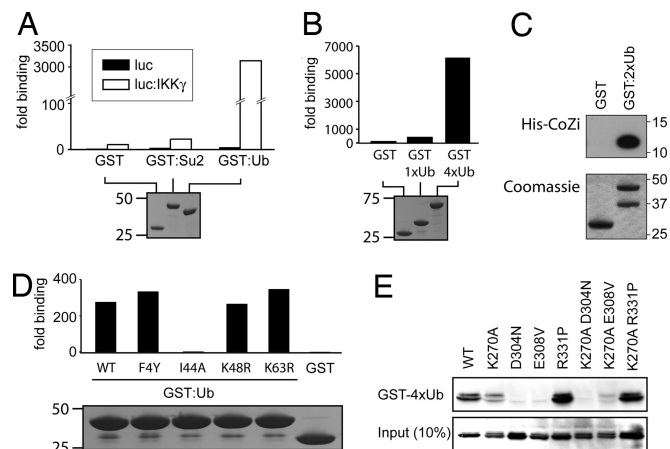 A
fold binding
3500
3000
100
0
luc
luc:IKKγ
GST
GST:Su2
GST:Ub
50
25
B
fold binding
7000
5000
3000
1000
0
GST
GST 1xUb
GST 4xUb
75
25
C
GST
GST:2xUb
His-CoZi
15
10
Coomassie
50
37
25
D
fold binding
400
200
0
WT
F4Y
I44A
K48R
K63R
GST
GST:Ub
50
25
E
WT
K270A
D304N
E308V
R331P
K270A D304N
K270A E308V
K270A R331P
GST-4xUb
Input (10%)